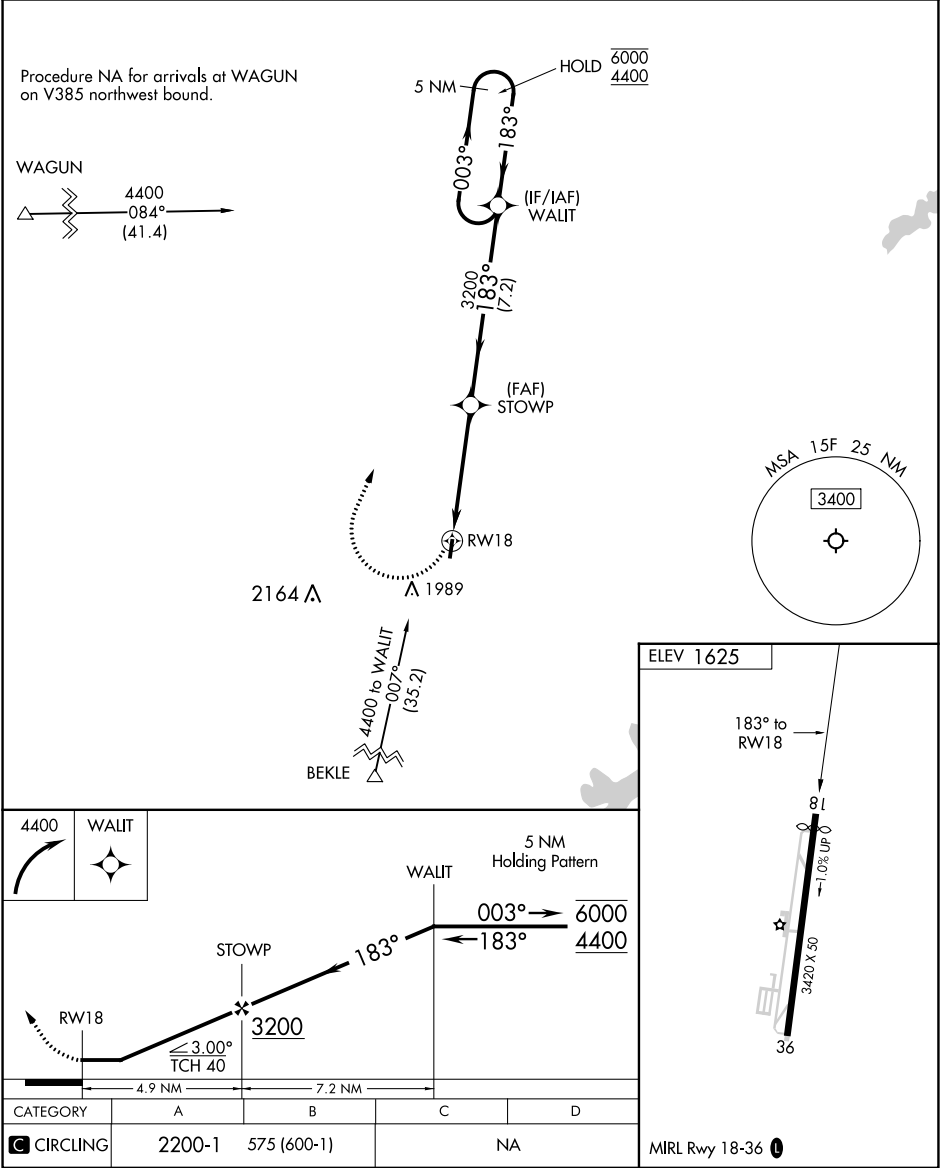 Procedure NA for arrivals at WAGUN
on V385 northwest bound.
5 NM
HOLD
6000
4400
183°
003°
WAGUN
4400
084°
(41.4)
(IF/IAF)
WALIT
3200
183°
(7.2)
(FAF)
STOWP
MSA 15F 25 NM
3400
RW18
2164
1989
4400 to WALIT
007°
(35.2)
BEKLE
ELEV 1625
183° to
RW18
18
1.0% UP
3420 X 50
36
MIRL Rwy 18-36 L
4400
WALIT
5 NM
Holding Pattern
WALIT
003°
6000
183°
4400
STOWP
183°
RW18
3200
3.00°
TCH 40
4.9 NM
7.2 NM
CATEGORY A B C D
C CIRCLING 2200-1 575 (600-1) NA